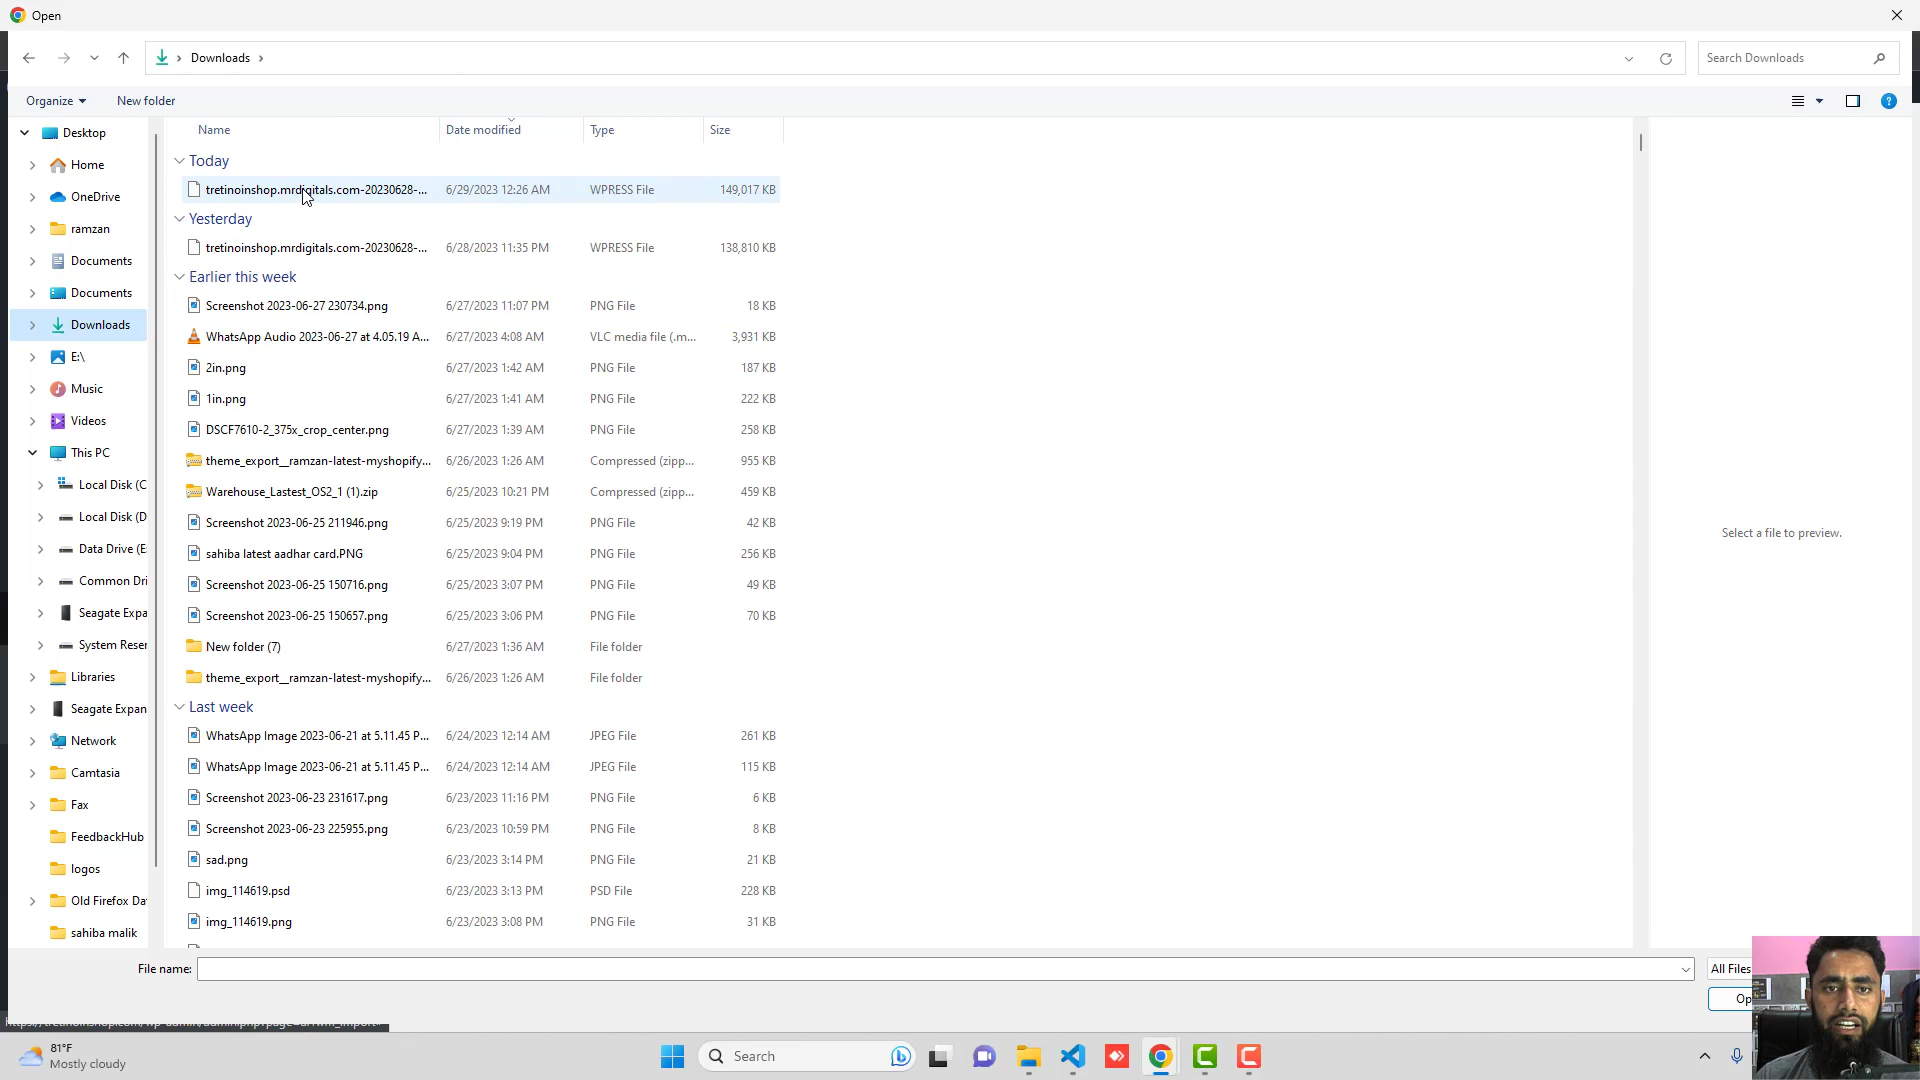 Open
Downloads
Search Downloads
Organize
New folder
Name
Date modified
Type
Size
Desktop
Home
OneDrive
ramzan
Documents
Documents
Downloads
E:\
Music
Videos
This PC
Local Disk (C
Local Disk (D
Data Drive (E
Common Dri
Seagate Expa
System Reser
Libraries
Seagate Expan
Network
Camtasia
Fax
FeedbackHub
logos
Old Firefox Da
sahiba malik
Today
tretinoinshop.mrdigitals.com-20230628-... 6/29/2023 12:26 AM WPRESS File 149,017 KB
Yesterday
tretinoinshop.mrdigitals.com-20230628-... 6/28/2023 11:35 PM WPRESS File 138,810 KB
Earlier this week
Screenshot 2023-06-27 230734.png 6/27/2023 11:07 PM PNG File 18 KB
WhatsApp Audio 2023-06-27 at 4.05.19 A... 6/27/2023 4:08 AM VLC media file (.m... 3,931 KB
2in.png 6/27/2023 1:42 AM PNG File 187 KB
1in.png 6/27/2023 1:41 AM PNG File 222 KB
DSCF7610-2_375x_crop_center.png 6/27/2023 1:39 AM PNG File 258 KB
theme_export__ramzan-latest-myshopify... 6/26/2023 1:26 AM Compressed (zipp... 955 KB
Warehouse_Lastest_OS2_1 (1).zip 6/25/2023 10:21 PM Compressed (zipp... 459 KB
Screenshot 2023-06-25 211946.png 6/25/2023 9:19 PM PNG File 42 KB
sahiba latest aadhar card.PNG 6/25/2023 9:04 PM PNG File 256 KB
Screenshot 2023-06-25 150716.png 6/25/2023 3:07 PM PNG File 49 KB
Screenshot 2023-06-25 150657.png 6/25/2023 3:06 PM PNG File 70 KB
New folder (7) 6/27/2023 1:36 AM File folder
theme_export__ramzan-latest-myshopify... 6/26/2023 1:26 AM File folder
Last week
WhatsApp Image 2023-06-21 at 5.11.45 P... 6/24/2023 12:14 AM JPEG File 261 KB
WhatsApp Image 2023-06-21 at 5.11.45 P... 6/24/2023 12:14 AM JPEG File 115 KB
Screenshot 2023-06-23 231617.png 6/23/2023 11:16 PM PNG File 6 KB
Screenshot 2023-06-23 225955.png 6/23/2023 10:59 PM PNG File 8 KB
sad.png 6/23/2023 3:14 PM PNG File 21 KB
img_114619.psd 6/23/2023 3:13 PM PSD File 228 KB
img_114619.png 6/23/2023 3:08 PM PNG File 31 KB
Select a file to preview.
File name:
All Files
Op
81°F
Mostly cloudy
Search